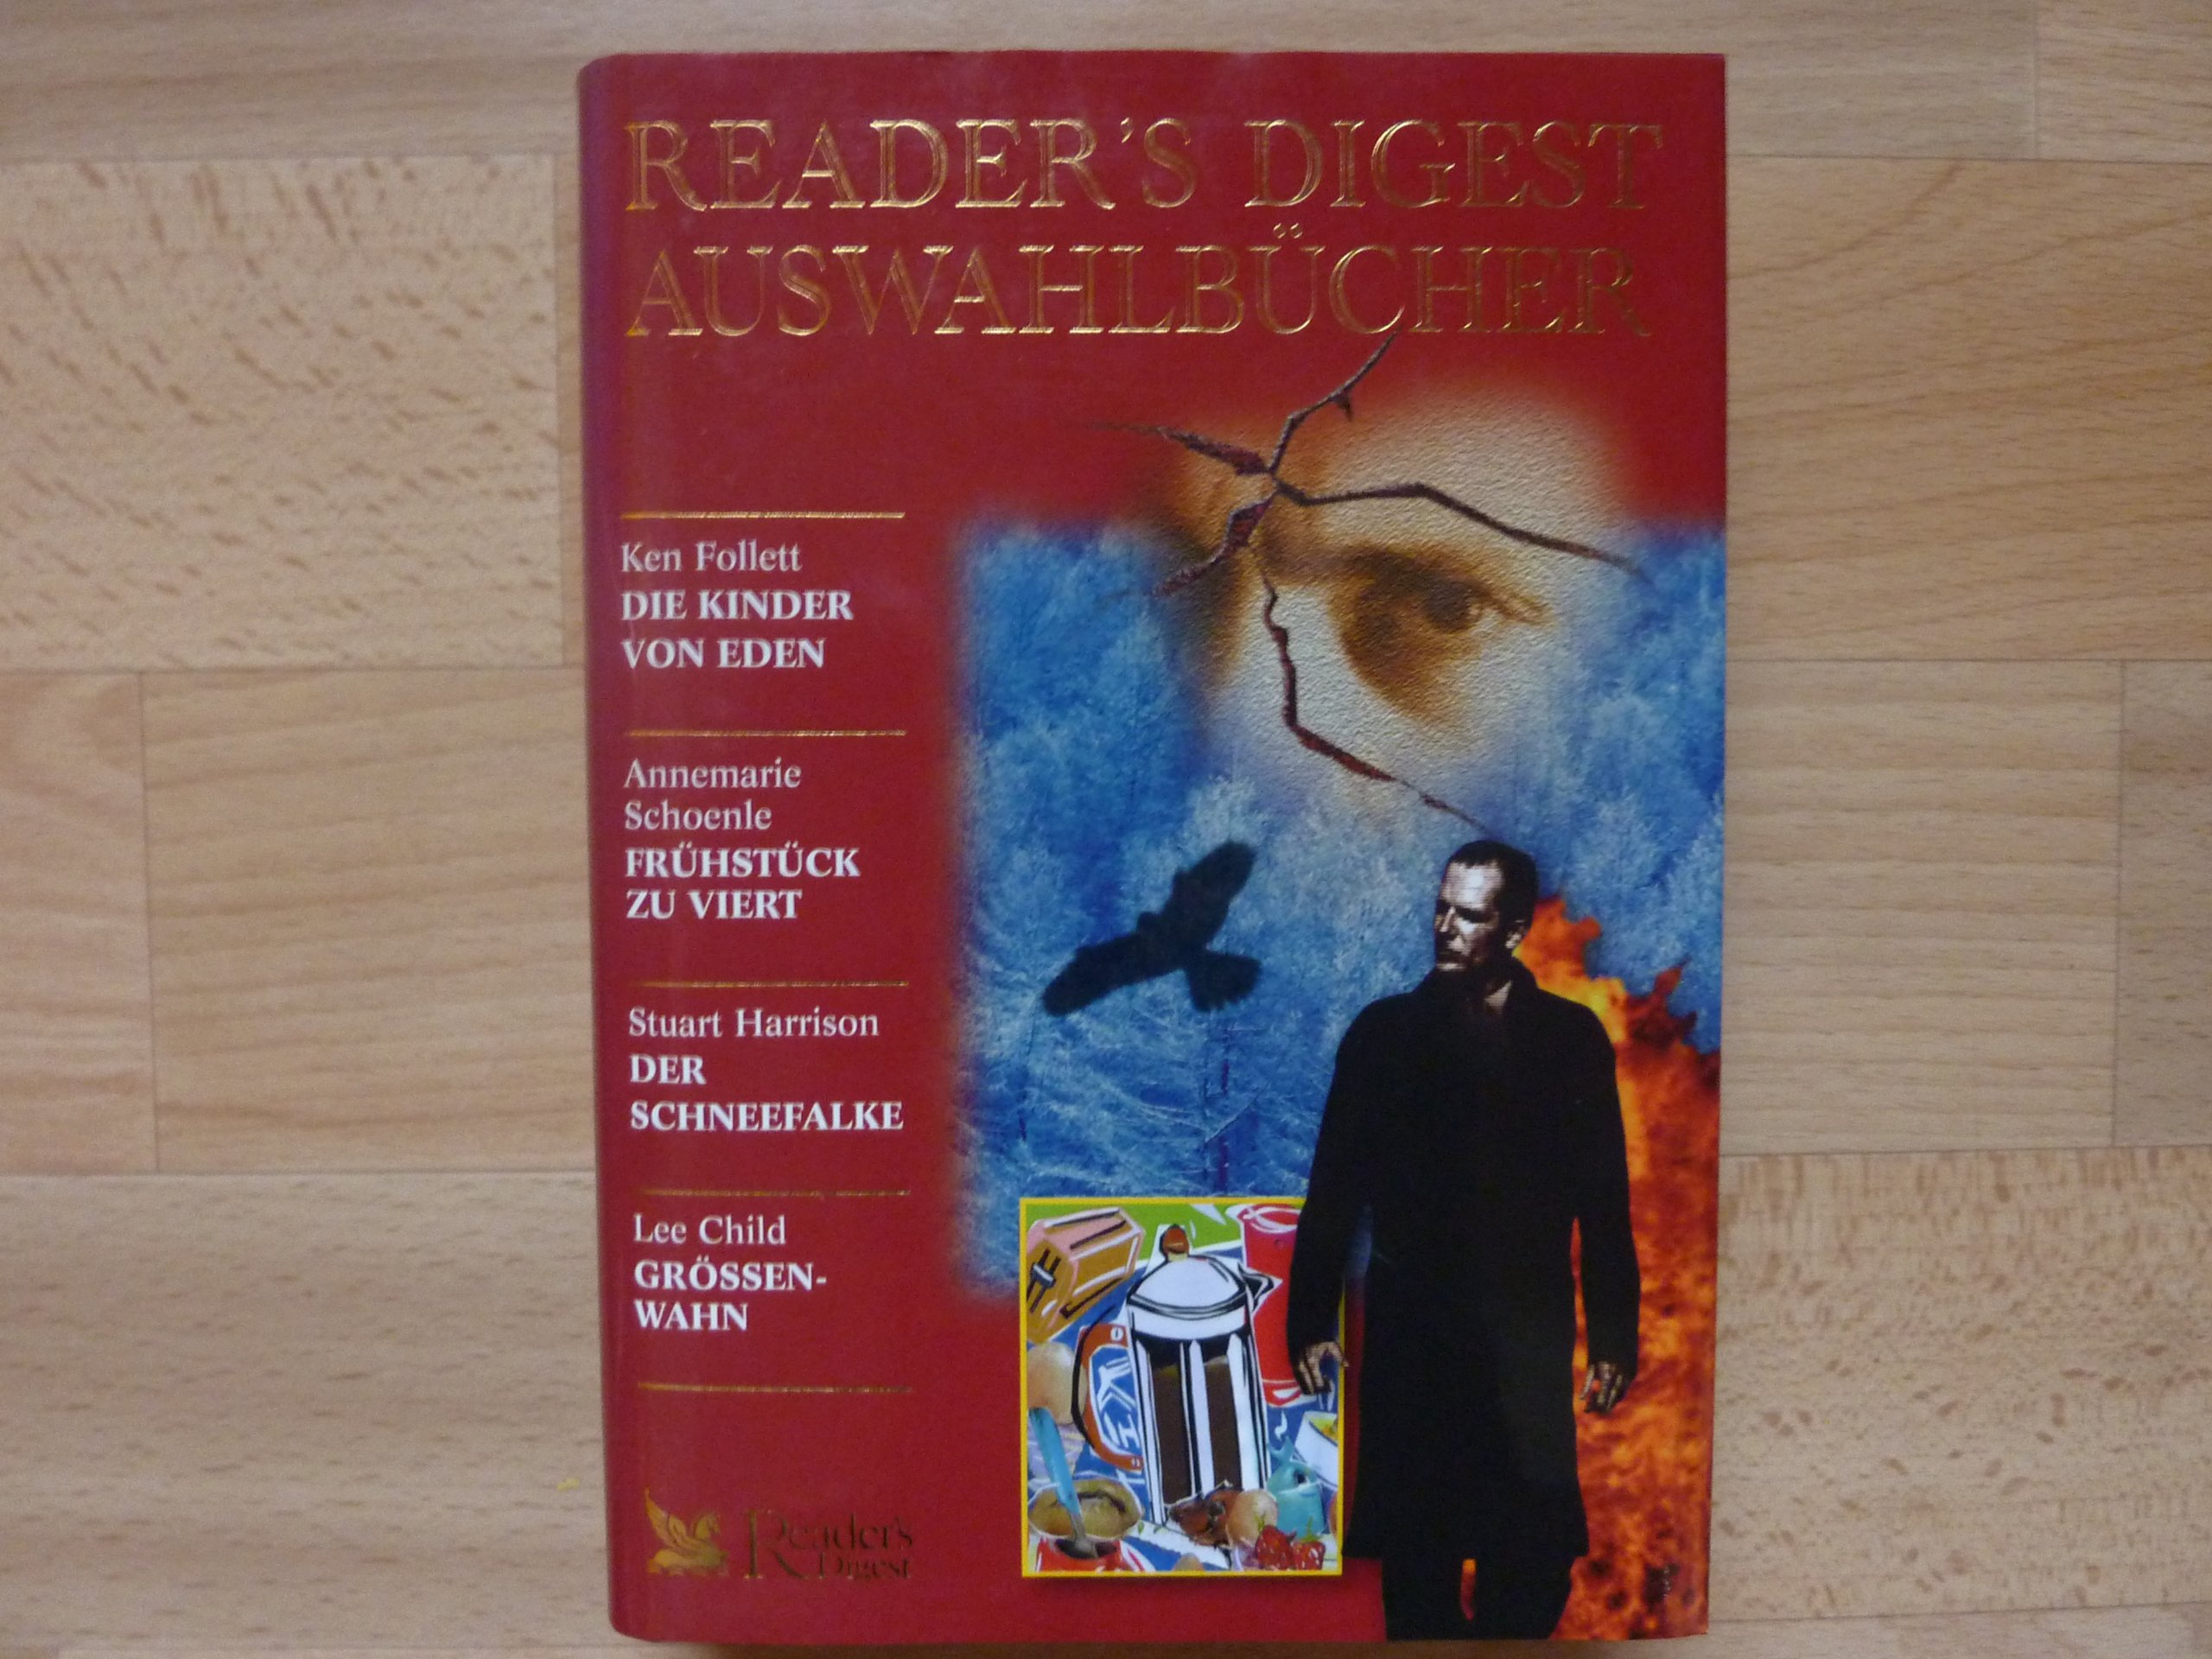 READER'S DIGEST
AUSWAHLBÜCHER
Ken Follett
DIE KINDER
VON EDEN
Annemarie
Schoenle
FRÜHSTÜCK
ZU VIERT
Stuart Harrison
DER
SCHNEEFALKE
Lee Child
GRÖSSEN-
WAHN
Reader's
Digest